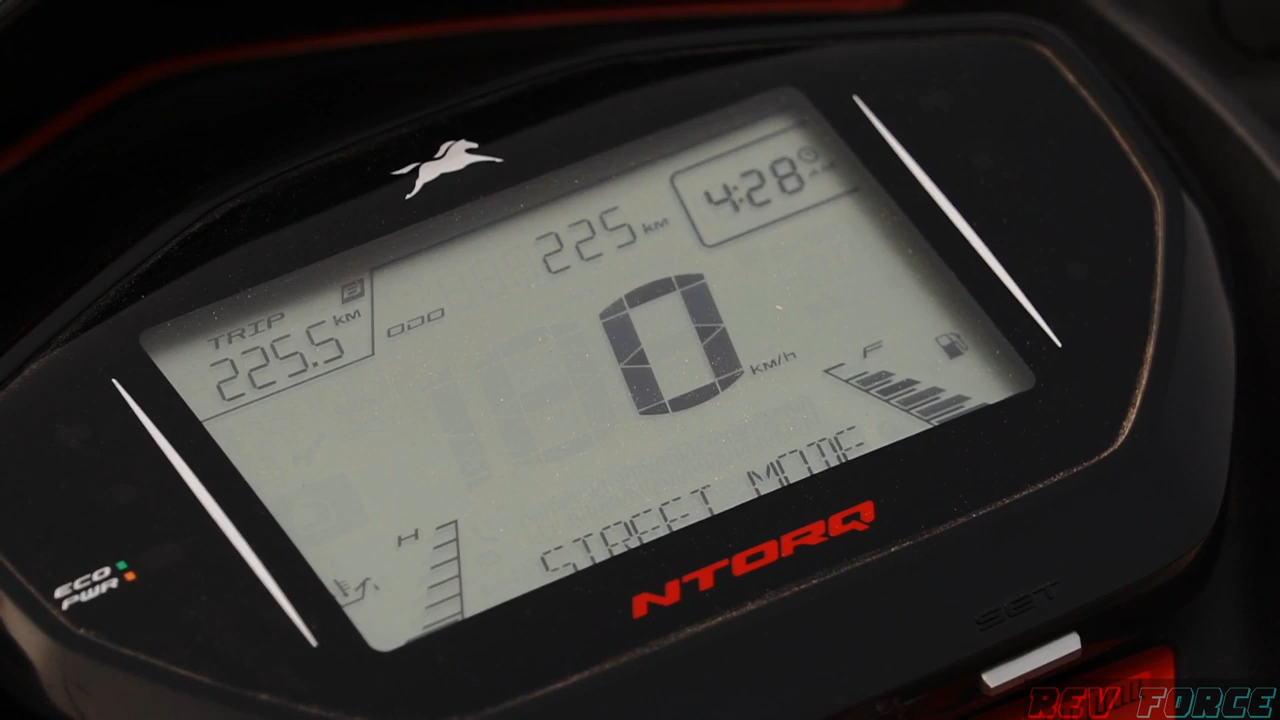 4:28
225 KM
TRIP B
225.5 KM
ODO
0 KM/H
F
STREET MODE
H
NTORQ
ECO
PWR
SET
REV FORCE